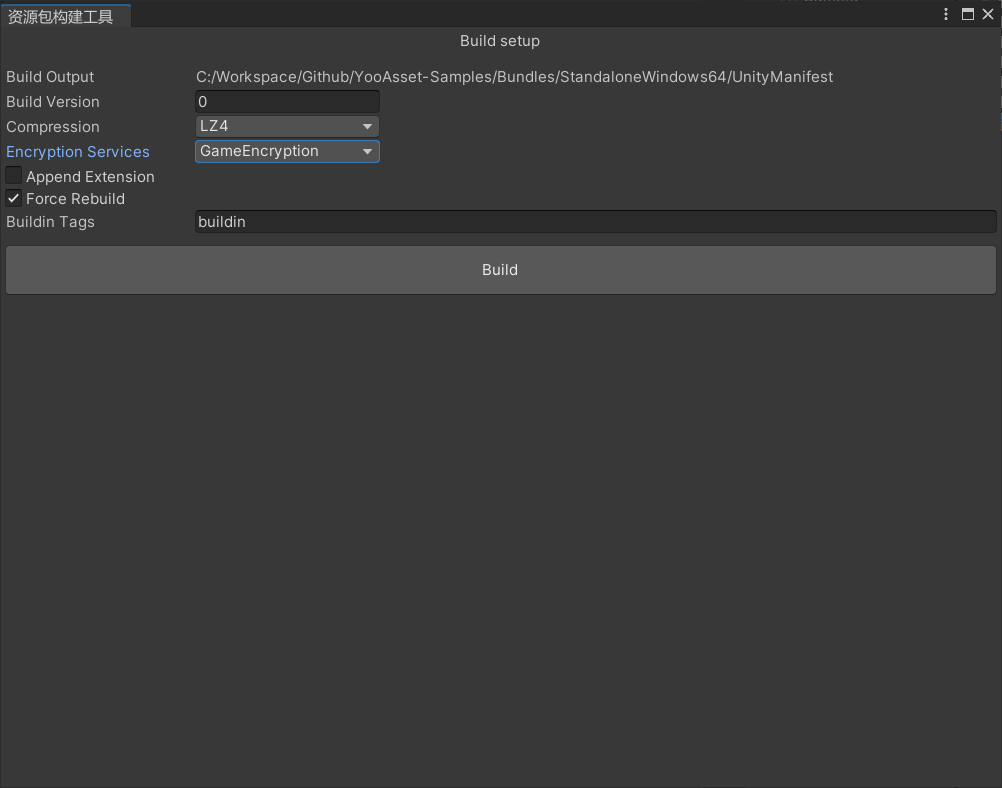 资源包构建工具
Build setup
Build Output C:/Workspace/Github/YooAsset-Samples/Bundles/StandaloneWindows64/UnityManifest
Build Version 0
Compression LZ4
Encryption Services GameEncryption
Append Extension
Force Rebuild
Buildin Tags buildin
Build